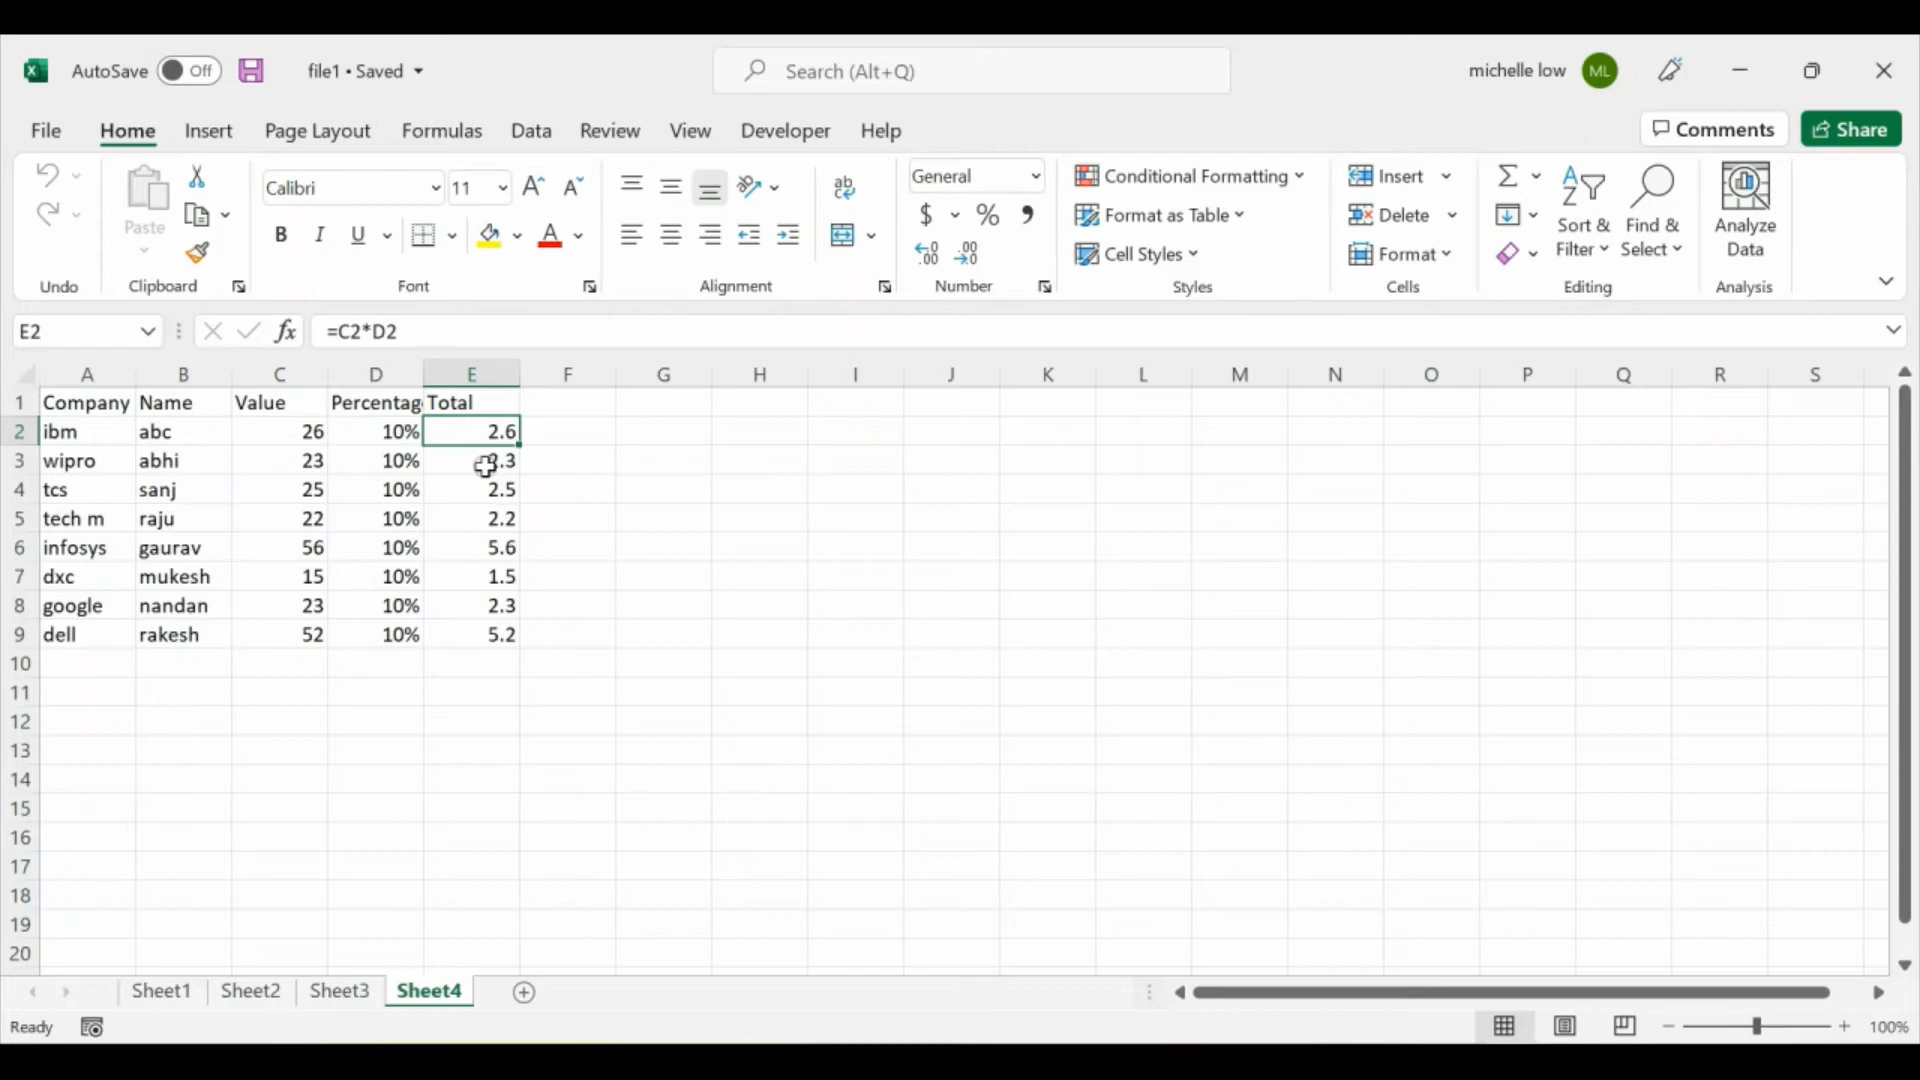 AutoSave Off file1 • Saved Search (Alt+Q) michelle low ML
File Home Insert Page Layout Formulas Data Review View Developer Help Comments Share
Calibri 11 General Conditional Formatting Insert
Paste Format as Table Delete Sort & Filter Find & Select Analyze Data
B I U A $ % Cell Styles Format
Undo Clipboard Font Alignment Number Styles Cells Editing Analysis
E2 fx =C2*D2
A B C D E F G H I J K L M N O P Q R S
1 Company Name Value Percentag Total
2 ibm abc 26 10% 2.6
3 wipro abhi 23 10% .3
4 tcs sanj 25 10% 2.5
5 tech m raju 22 10% 2.2
6 infosys gaurav 56 10% 5.6
7 dxc mukesh 15 10% 1.5
8 google nandan 23 10% 2.3
9 dell rakesh 52 10% 5.2
10
11
12
13
14
15
16
17
18
19
20
Sheet1 Sheet2 Sheet3 Sheet4
Ready 100%